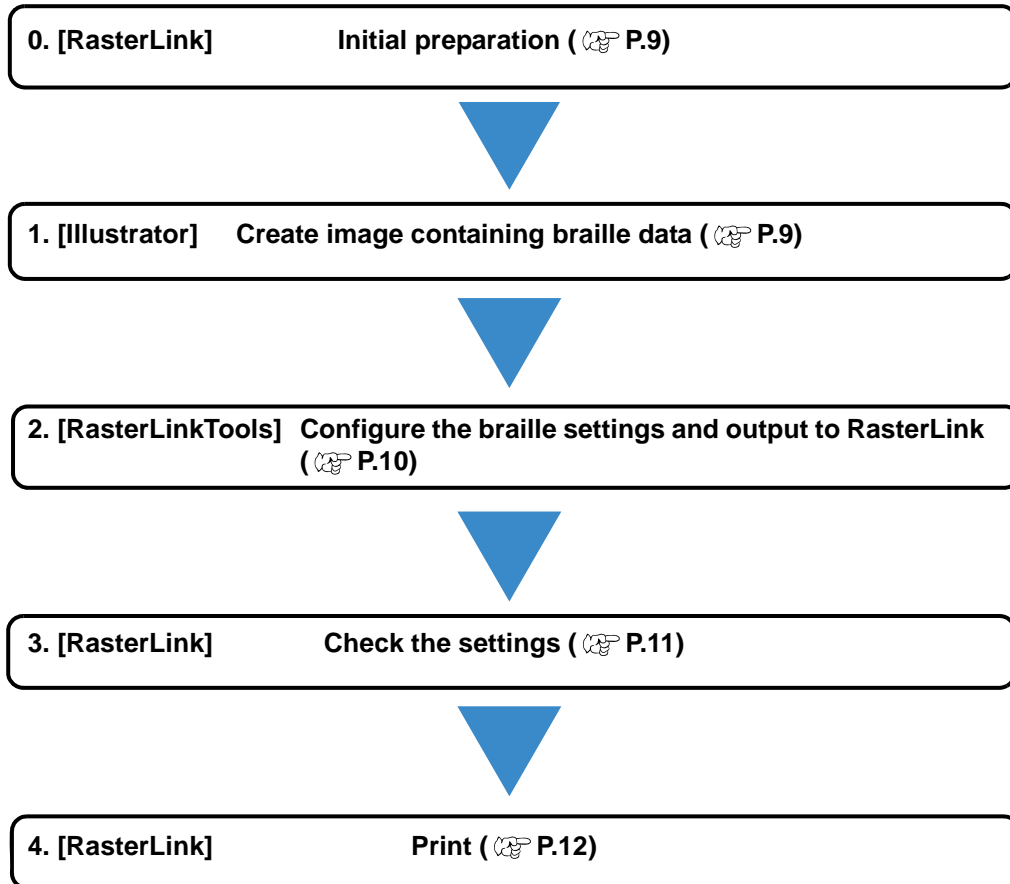 0. [RasterLink] Initial preparation ( P.9)
1. [Illustrator] Create image containing braille data ( P.9)
2. [RasterLinkTools] Configure the braille settings and output to RasterLink
( P.10)
3. [RasterLink] Check the settings ( P.11)
4. [RasterLink] Print ( P.12)